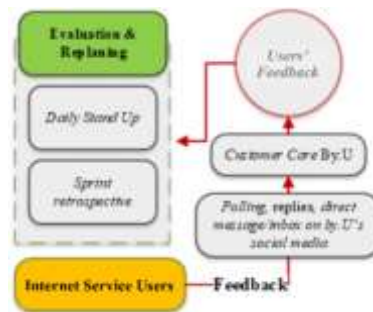 Evaluation &
Replaning
Daily Stand Up
Sprint
retrospective
Internet Service Users
Users'
Feedback
Customer Care By.U
Polling, replies, direct
message/inbox on by.U's
social media
Feedback